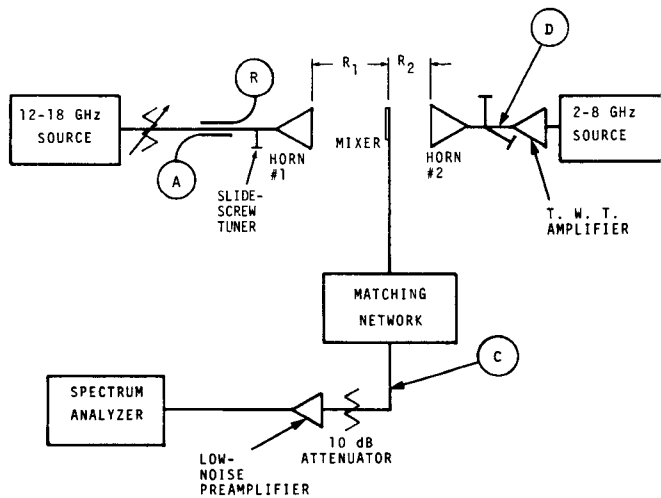 D
R
R1
R2
12-18 GHz
SOURCE
2-8 GHz
SOURCE
MIXER
HORN
#1
HORN
#2
A
SLIDE-
SCREW
TUNER
T. W. T.
AMPLIFIER
MATCHING
NETWORK
C
SPECTRUM
ANALYZER
10 dB
ATTENUATOR
LOW-
NOISE
PREAMPLIFIER